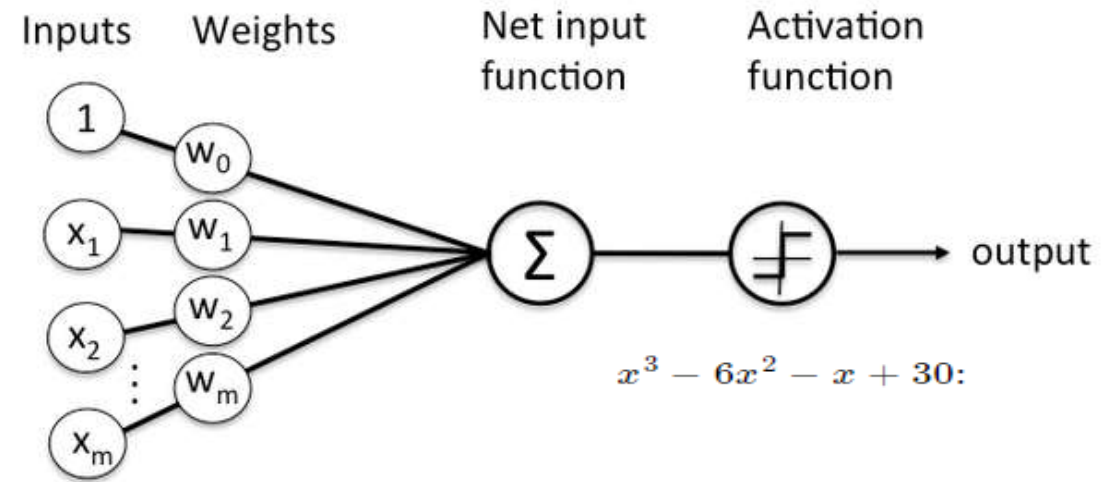 Inputs Weights Net input function Activation function
1
w₀
x₁
w₁
x₂
w₂
⋮
wₘ
xₘ
Σ
output
x³ − 6x² − x + 30: